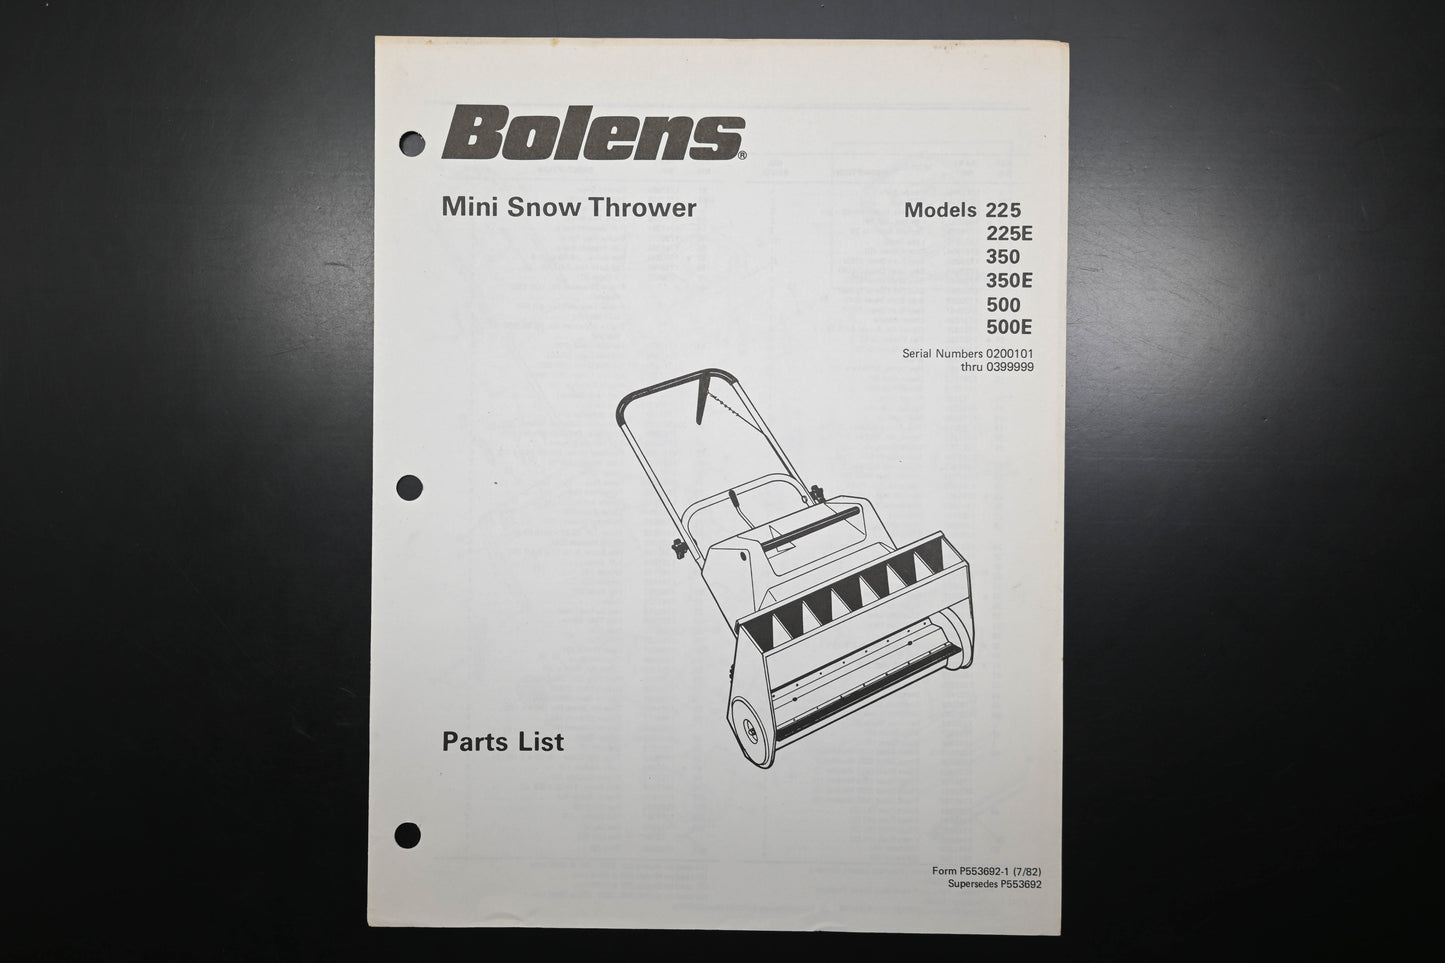 Bolens®
Mini Snow Thrower
Models 225
225E
350
350E
500
500E
Serial Numbers 0200101
thru 0399999
Parts List
Form P553692-1 (7/82)
Supersedes P553692